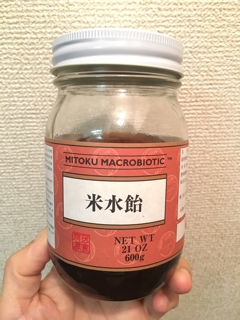 MITOKU MACROBIOTIC™
米水飴
NET WT
21 OZ
600g